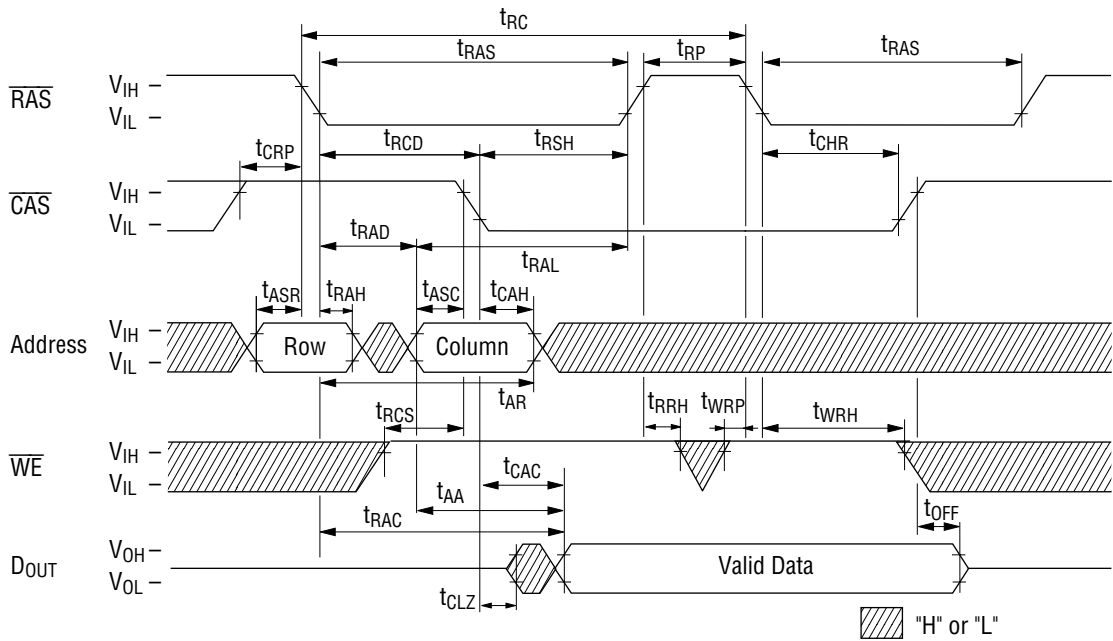 tRC
tRAS tRP tRAS
RAS VIH
VIL
tCRP tRCD tRSH tCHR
CAS VIH
VIL
tRAD
tRAL
tASR tRAH tASC tCAH
Address VIH
VIL
Row Column
tAR
tRCS tRRH tWRP tWRH
WE VIH
VIL
tCAC
tAA
tRAC tOFF
DOUT VOH
VOL
Valid Data
tCLZ
"H" or "L"